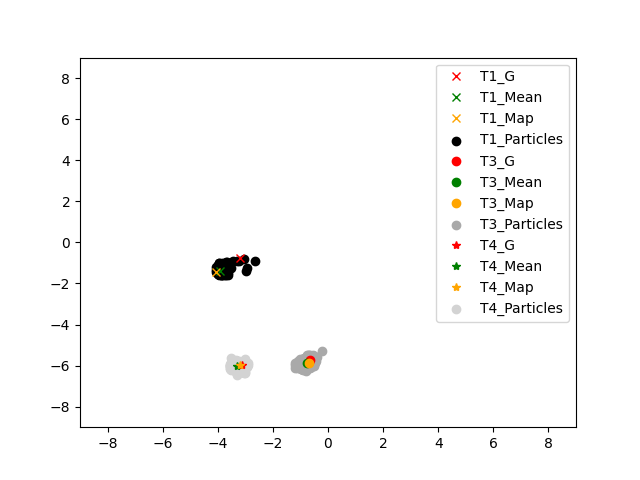 8
6
4
2
0
−2
−4
−6
−8
−8
−6
−4
−2
0
2
4
6
8
T1_G
T1_Mean
T1_Map
T1_Particles
T3_G
T3_Mean
T3_Map
T3_Particles
T4_G
T4_Mean
T4_Map
T4_Particles